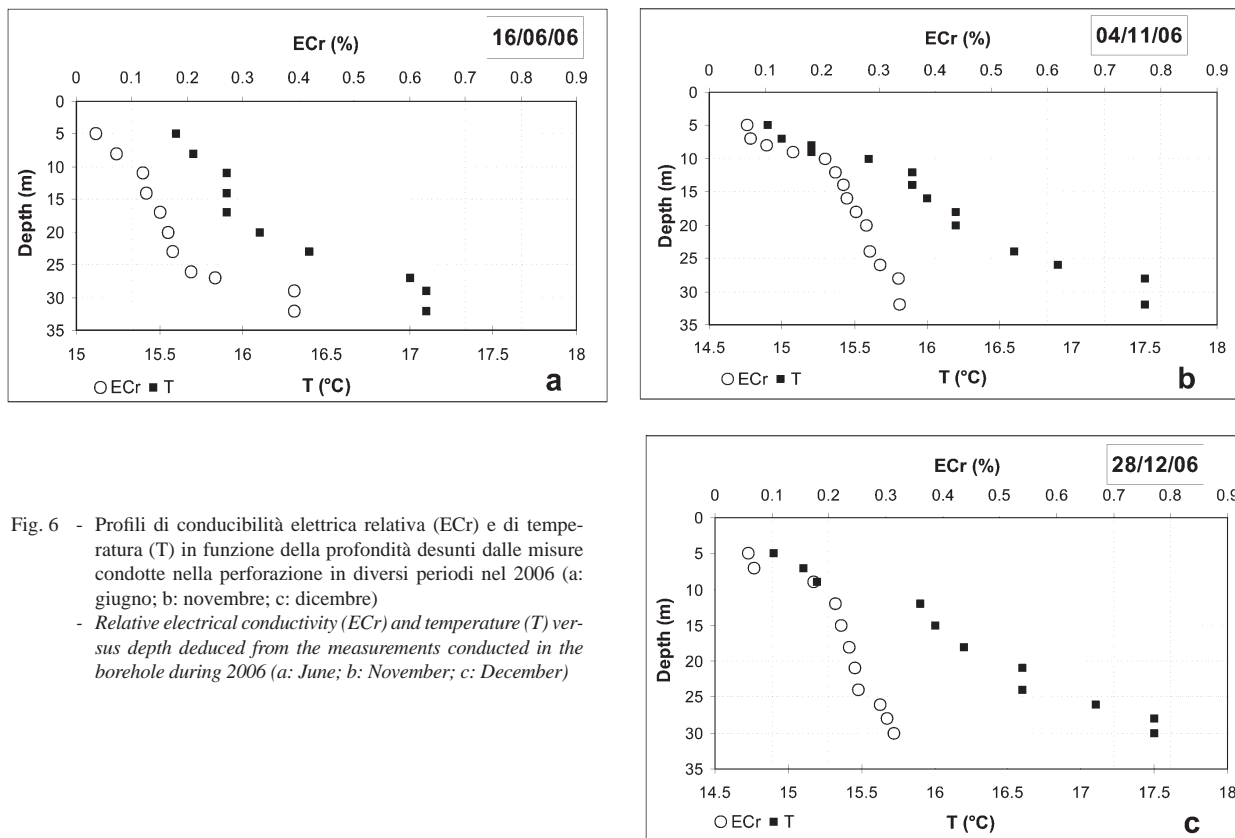 ECr (%)
16/06/06
0 0.1 0.2 0.3 0.4 0.5 0.6 0.7 0.8 0.9
0
5
10
15
20
25
30
35
Depth (m)
15 15.5 16 16.5 17 17.5 18
ECr T
T (°C)
a
ECr (%)
04/11/06
0 0.1 0.2 0.3 0.4 0.5 0.6 0.7 0.8 0.9
0
5
10
15
20
25
30
35
Depth (m)
14.5 15 15.5 16 16.5 17 17.5 18
ECr T
T (°C)
b
Fig. 6 - Profili di conducibilità elettrica relativa (ECr) e di tempe-
ratura (T) in funzione della profondità desunti dalle misure
condotte nella perforazione in diversi periodi nel 2006 (a:
giugno; b: novembre; c: dicembre)
- Relative electrical conductivity (ECr) and temperature (T) ver-
sus depth deduced from the measurements conducted in the
borehole during 2006 (a: June; b: November; c: December)
ECr (%)
28/12/06
0 0.1 0.2 0.3 0.4 0.5 0.6 0.7 0.8 0.9
0
5
10
15
20
25
30
35
Depth (m)
14.5 15 15.5 16 16.5 17 17.5 18
ECr T
T (°C)
c